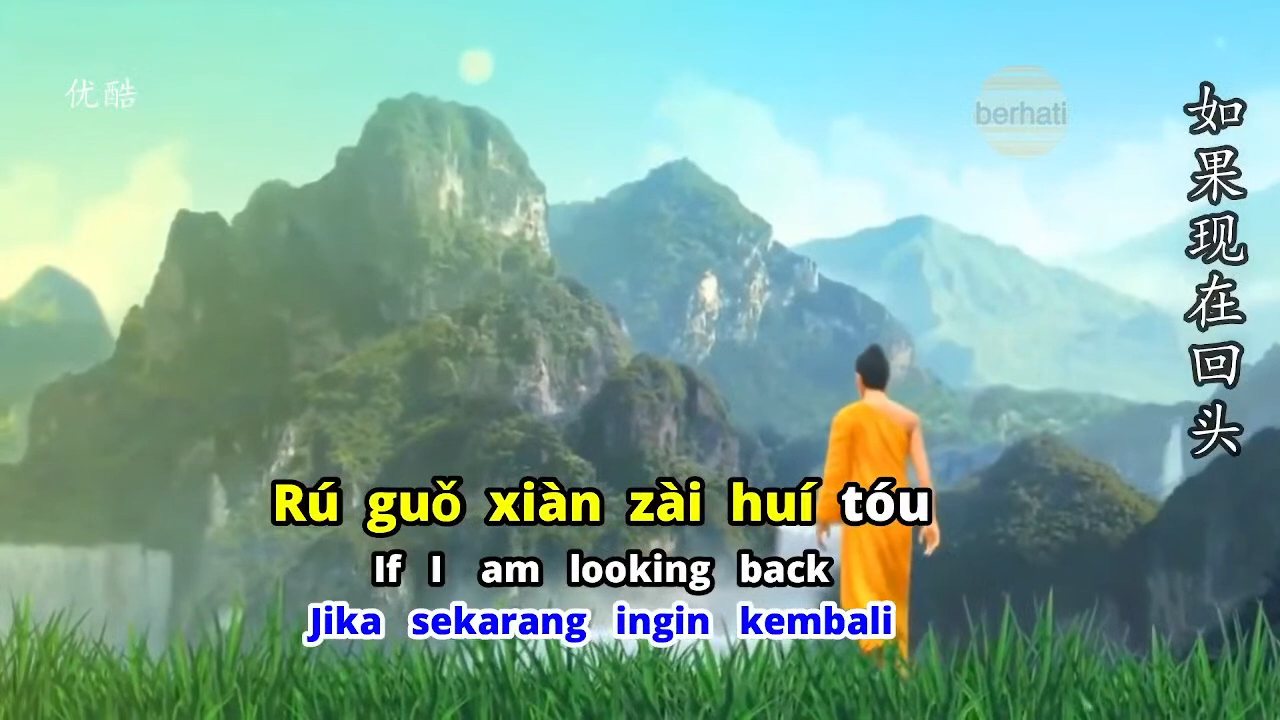 优酷
berhati
如果现在回头
Rú guǒ xiàn zài huí tóu
If I am looking back
Jika sekarang ingin kembali